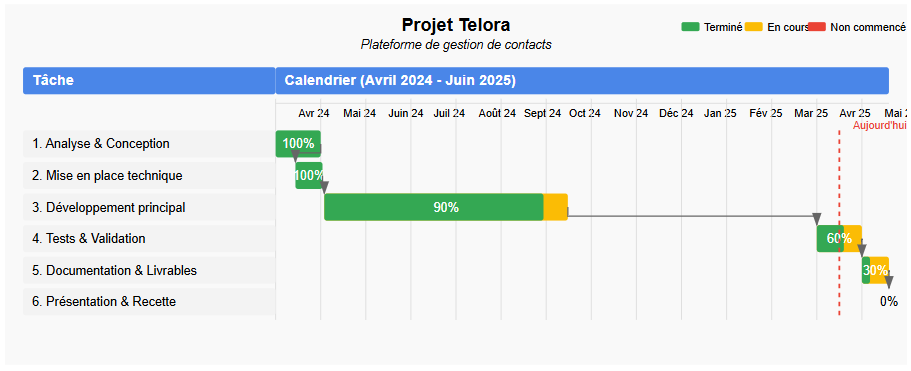 Projet Telora
Plateforme de gestion de contacts
Terminé En cours Non commencé
Tâche Calendrier (Avril 2024 - Juin 2025)
Avr 24 Mai 24 Juin 24 Juil 24 Août 24 Sept 24 Oct 24 Nov 24 Déc 24 Jan 25 Fév 25 Mar 25 Avr 25 Mai 2
Aujourd'hui
1. Analyse & Conception 100%
2. Mise en place technique 100%
3. Développement principal 90%
4. Tests & Validation 60%
5. Documentation & Livrables 30%
6. Présentation & Recette 0%